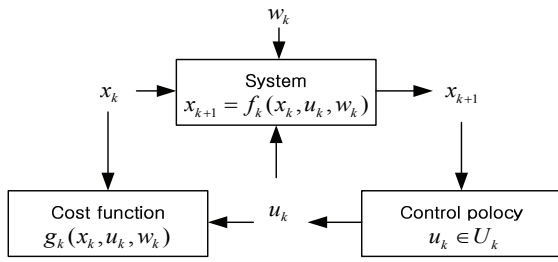 w_k
System
x_k
x_{k+1} = f_k(x_k, u_k, w_k)
x_{k+1}
Cost function
g_k(x_k, u_k, w_k)
u_k
Control polocy
u_k ∈ U_k